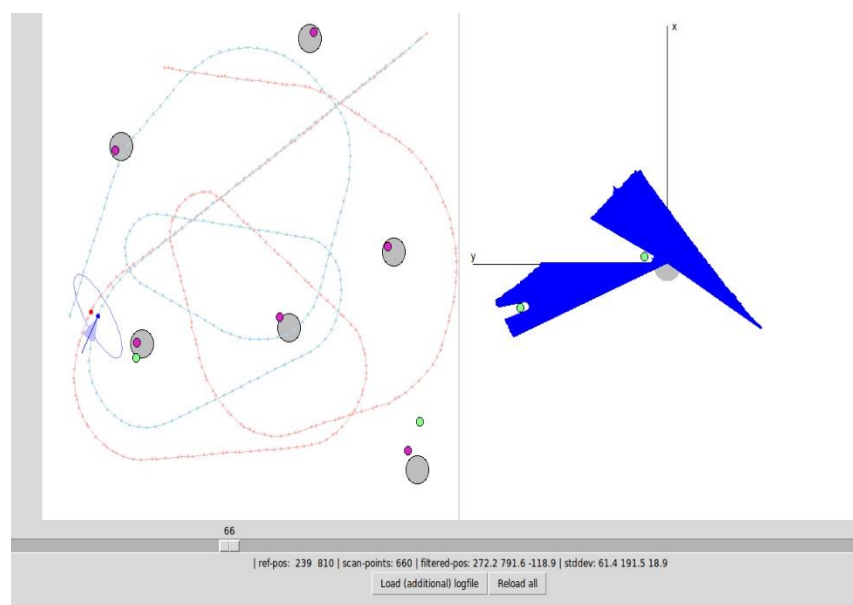 x
y
66
| ref-pos: 239 810 | scan-points: 660 | filtered-pos: 272.2 791.6 -118.9 | stddev: 61.4 191.5 18.9
Load (additional) logfile Reload all